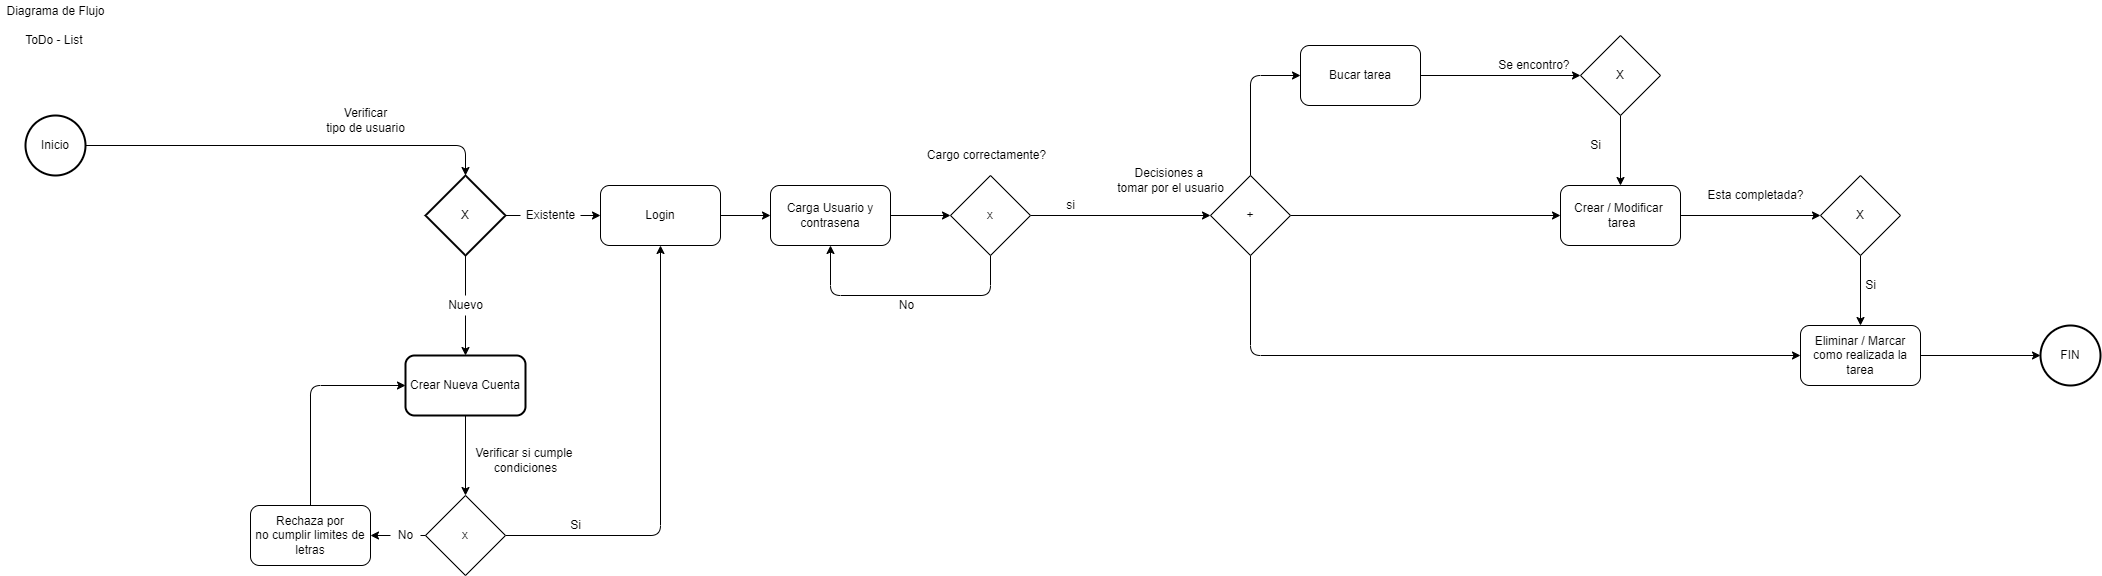 Diagrama de Flujo
ToDo - List
Inicio
Verificar
tipo de usuario
X
Existente
Nuevo
Crear Nueva Cuenta
Verificar si cumple
condiciones
X
No
Rechaza por
no cumplir limites de
letras
Si
Login
Carga Usuario y
contrasena
Cargo correctamente?
X
No
si
Decisiones a
tomar por el usuario
+
Bucar tarea
Se encontro?
X
Si
Crear / Modificar
tarea
Esta completada?
X
Si
Eliminar / Marcar
como realizada la
tarea
FIN